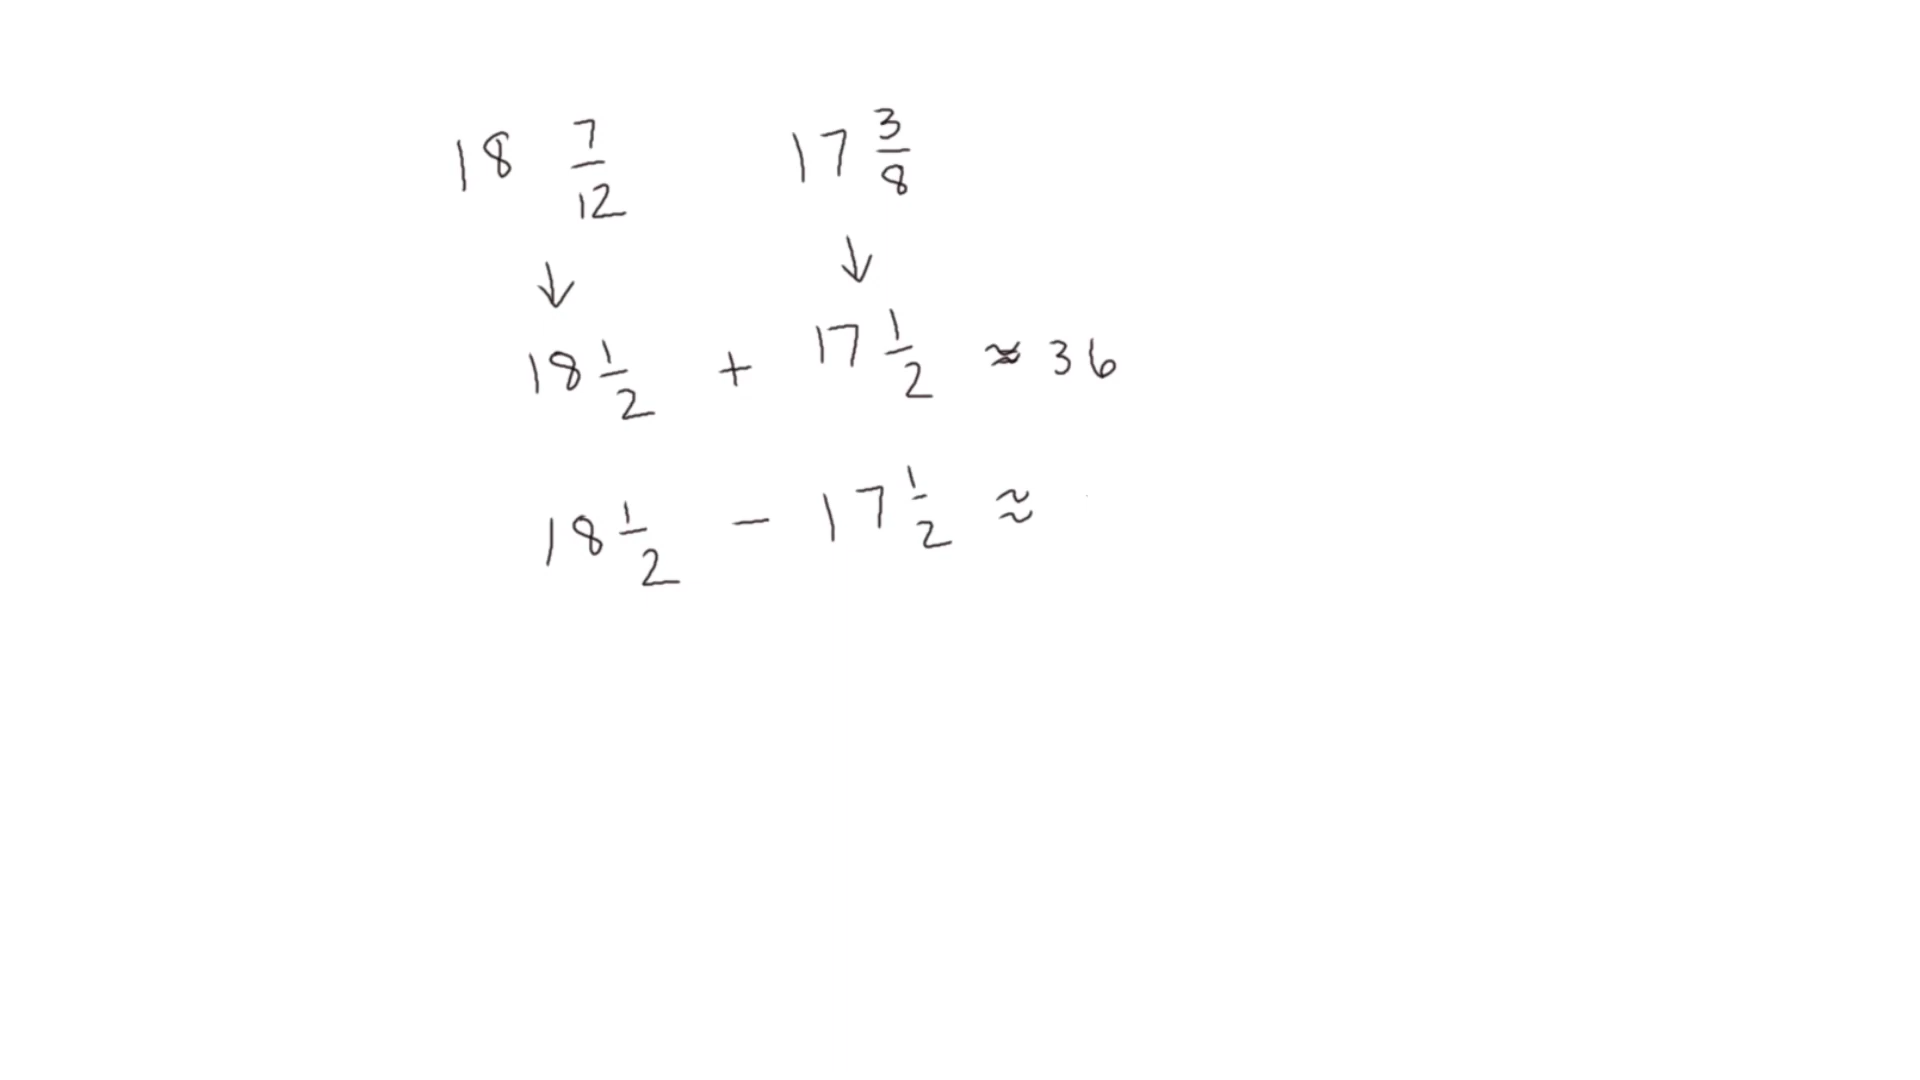 18 7/12 17 3/8
↓ ↓
18 1/2 + 17 1/2 ≈ 36
18 1/2 - 17 1/2 ≈